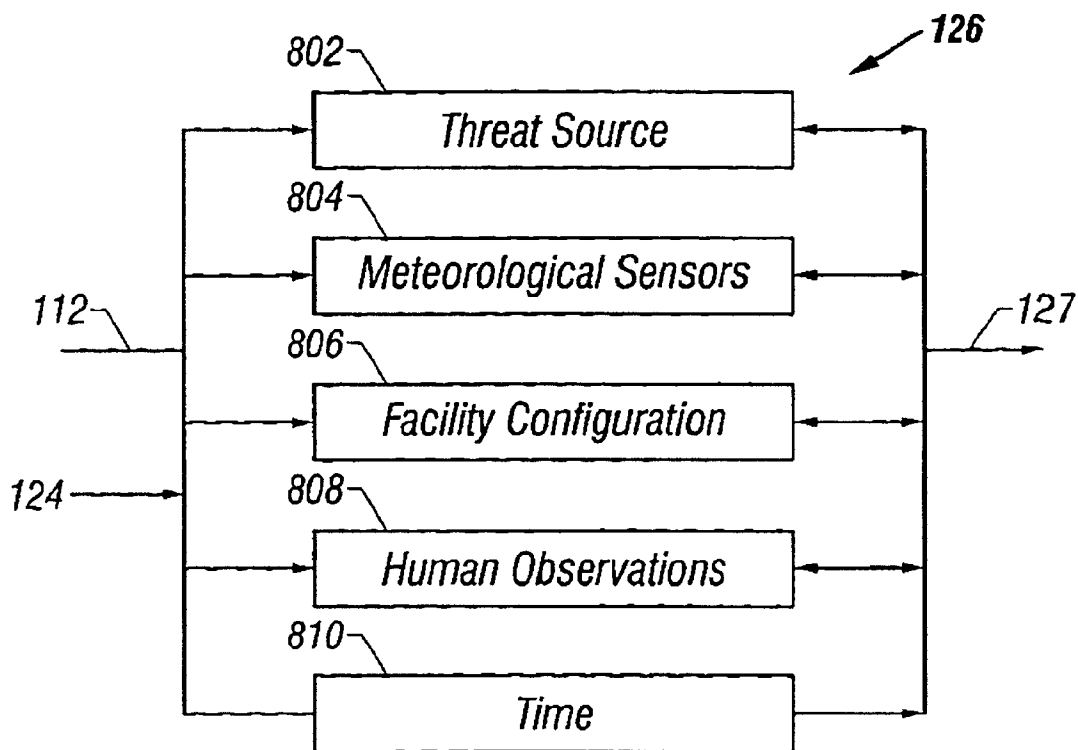 126
802
Threat Source
804
Meteorological Sensors
112
127
806
Facility Configuration
124
808
Human Observations
810
Time